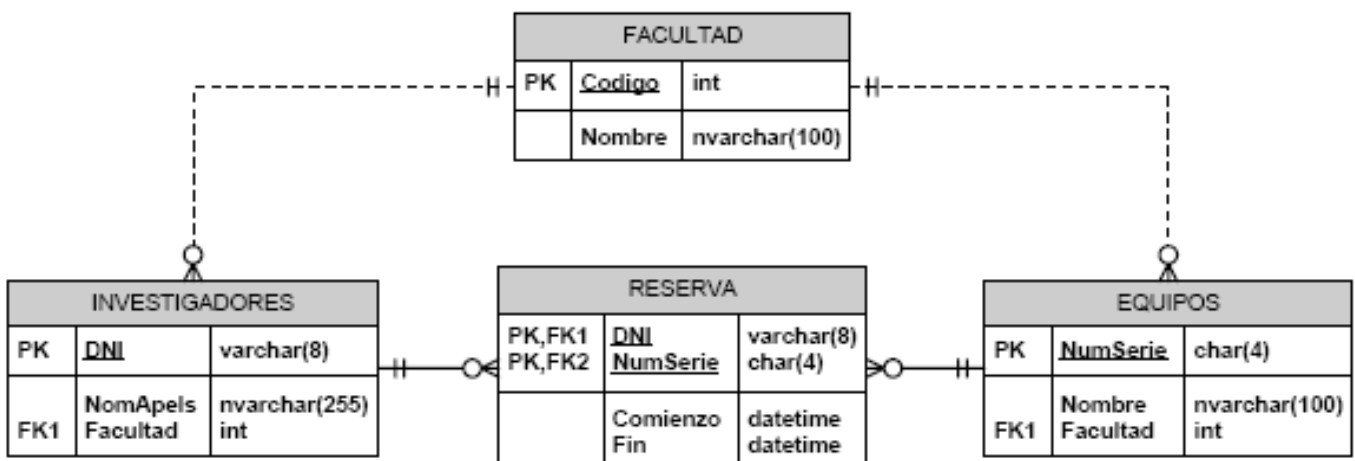 FACULTAD
PK Codigo int
Nombre nvarchar(100)
INVESTIGADORES
PK DNI varchar(8)
NomApels nvarchar(255)
FK1 Facultad int
RESERVA
PK,FK1 DNI varchar(8)
PK,FK2 NumSerie char(4)
Comienzo datetime
Fin datetime
EQUIPOS
PK NumSerie char(4)
Nombre nvarchar(100)
FK1 Facultad int